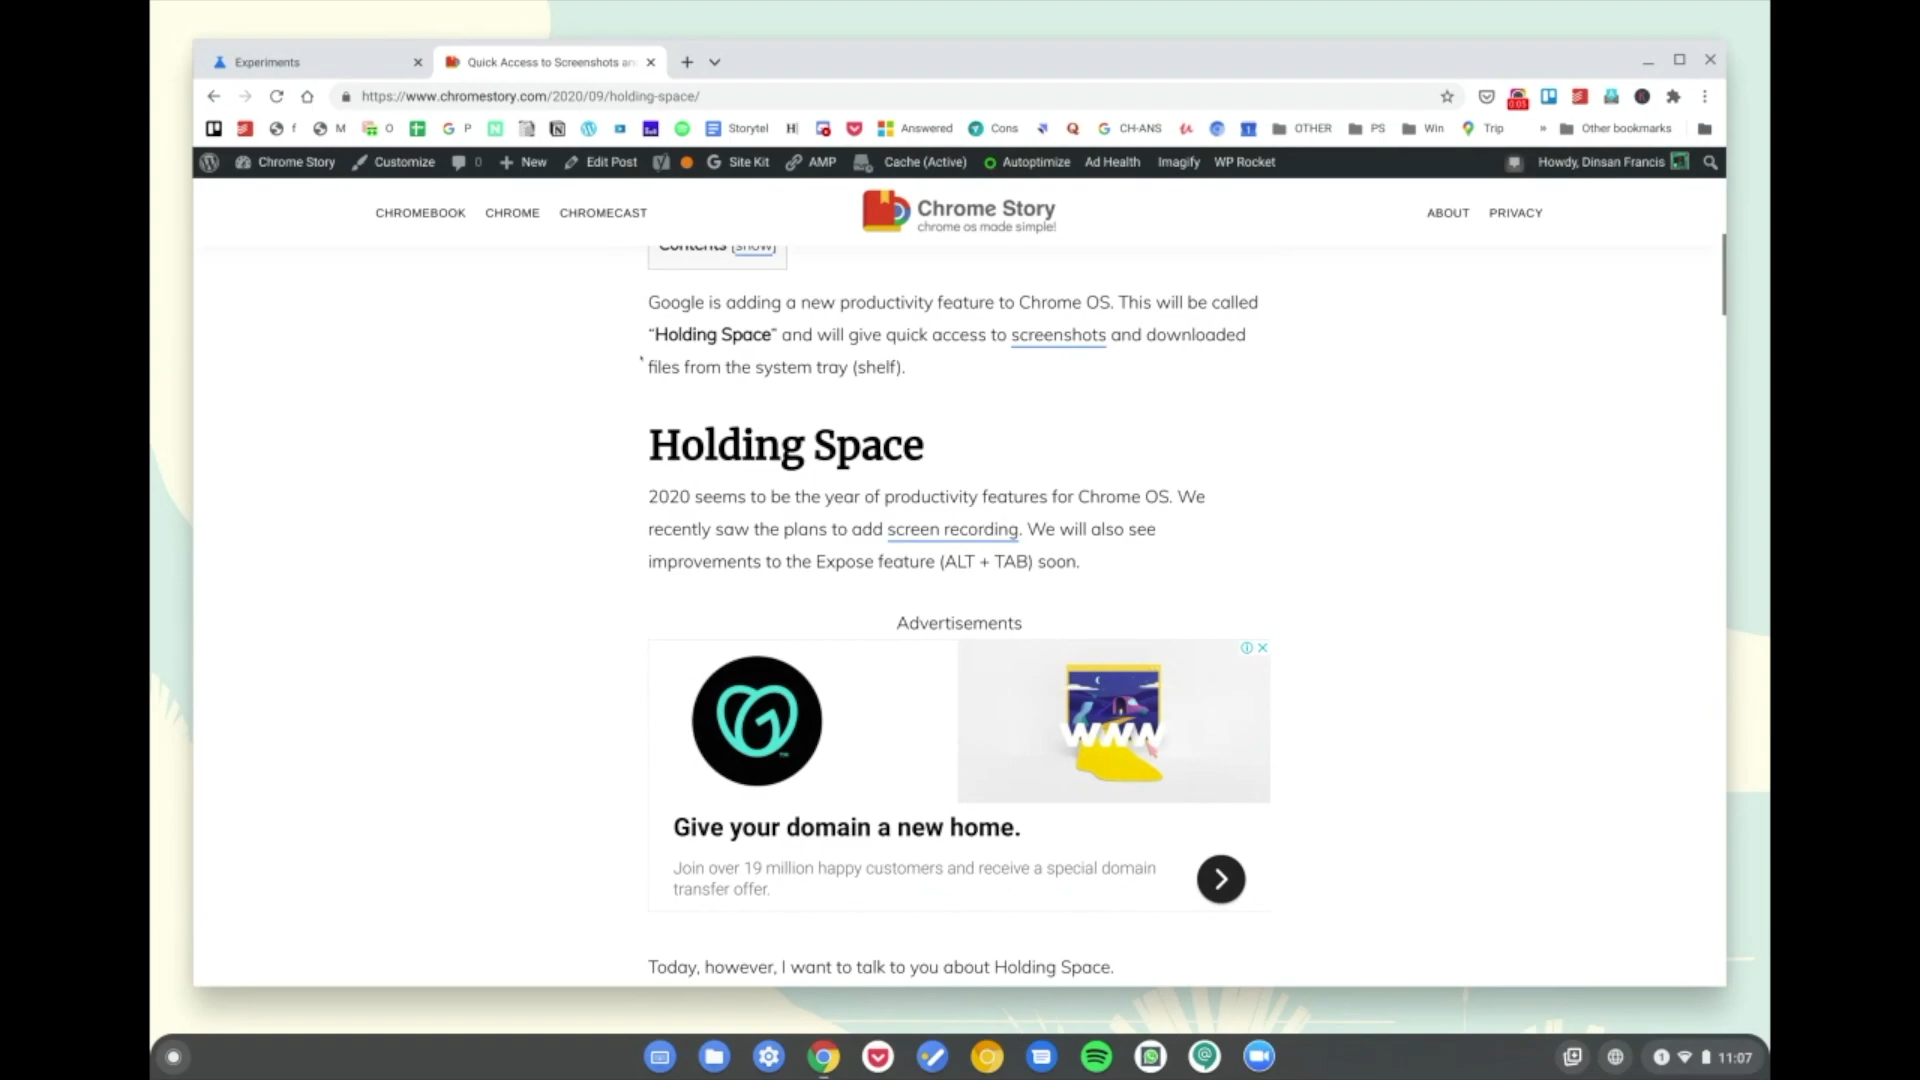 Experiments
Quick Access to Screenshots an
https://www.chromestory.com/2020/09/holding-space/
0:05
f M O G P Storytel H Answered Cons Q G CH-ANS OTHER PS Win Trip » Other bookmarks
Chrome Story Customize 0 New Edit Post Site Kit AMP Cache (Active) Autoptimize Ad Health Imagify WP Rocket Howdy, Dinsan Francis
CHROMEBOOK CHROME CHROMECAST
Chrome Story
chrome os made simple!
ABOUT PRIVACY
Contents [show]
Google is adding a new productivity feature to Chrome OS. This will be called
“Holding Space” and will give quick access to screenshots and downloaded
files from the system tray (shelf).
Holding Space
2020 seems to be the year of productivity features for Chrome OS. We
recently saw the plans to add screen recording. We will also see
improvements to the Expose feature (ALT + TAB) soon.
Advertisements
www
Give your domain a new home.
Join over 19 million happy customers and receive a special domain
transfer offer.
Today, however, I want to talk to you about Holding Space.
1 11:07